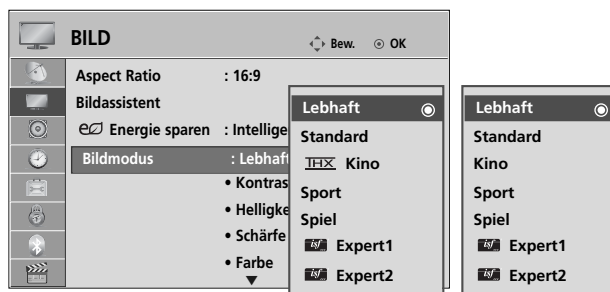 BILD
Bew. OK
Aspect Ratio : 16:9
Bildassistent
Energie sparen : Intellige
Bildmodus : Lebhaft
• Kontras
• Helligke
• Schärfe
• Farbe
Lebhaft
Standard
THX Kino
Sport
Spiel
isf Expert1
isf Expert2
Lebhaft
Standard
Kino
Sport
Spiel
isf Expert1
isf Expert2